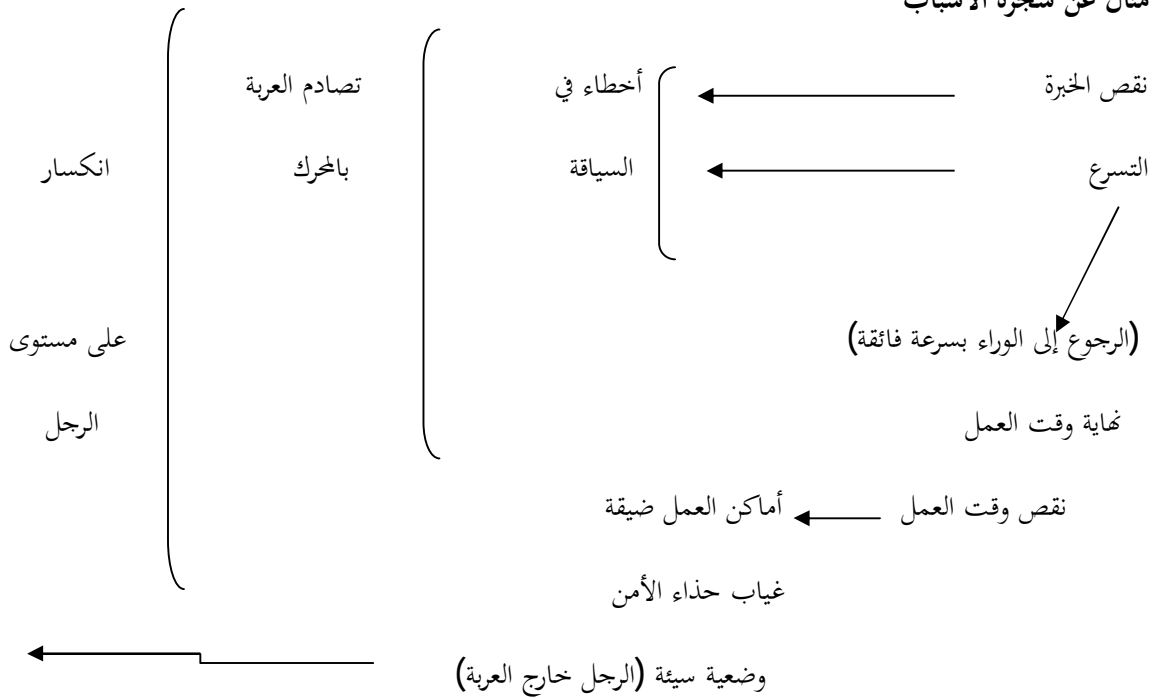 مثال عن شجرة الأسباب
نقص الخبرة أخطاء في تصادم العربة
التسرع السياقة بالمحرك انكسار
(الرجوع إلى الوراء بسرعة فائقة) على مستوى
نهاية وقت العمل الرجل
نقص وقت العمل أماكن العمل ضيقة
غياب حذاء الأمن
وضعية سيئة (الرجل خارج العربة)